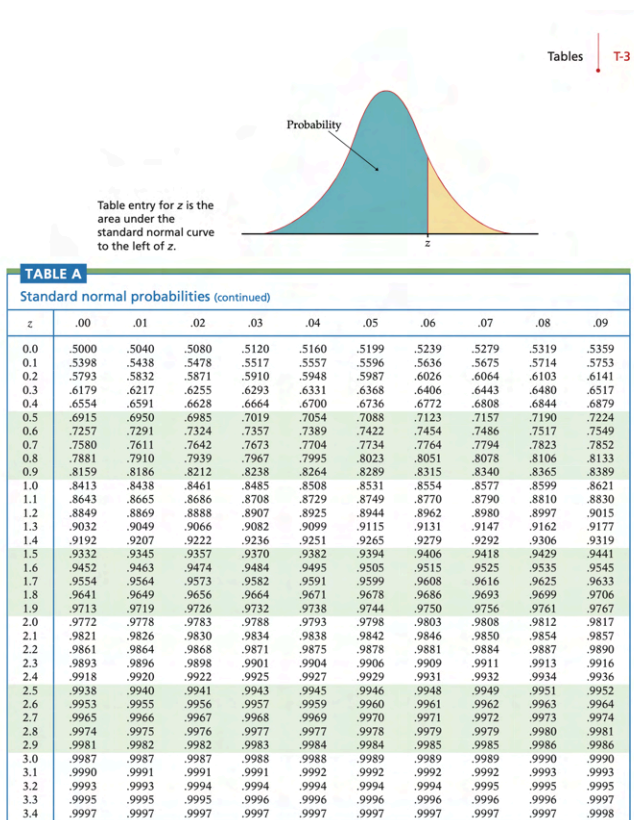 Tables T-3
Probability
Table entry for z is the
area under the
standard normal curve
to the left of z.
z
TABLE A
Standard normal probabilities (continued)
z .00 .01 .02 .03 .04 .05 .06 .07 .08 .09
0.0 .5000 .5040 .5080 .5120 .5160 .5199 .5239 .5279 .5319 .5359
0.1 .5398 .5438 .5478 .5517 .5557 .5596 .5636 .5675 .5714 .5753
0.2 .5793 .5832 .5871 .5910 .5948 .5987 .6026 .6064 .6103 .6141
0.3 .6179 .6217 .6255 .6293 .6331 .6368 .6406 .6443 .6480 .6517
0.4 .6554 .6591 .6628 .6664 .6700 .6736 .6772 .6808 .6844 .6879
0.5 .6915 .6950 .6985 .7019 .7054 .7088 .7123 .7157 .7190 .7224
0.6 .7257 .7291 .7324 .7357 .7389 .7422 .7454 .7486 .7517 .7549
0.7 .7580 .7611 .7642 .7673 .7704 .7734 .7764 .7794 .7823 .7852
0.8 .7881 .7910 .7939 .7967 .7995 .8023 .8051 .8078 .8106 .8133
0.9 .8159 .8186 .8212 .8238 .8264 .8289 .8315 .8340 .8365 .8389
1.0 .8413 .8438 .8461 .8485 .8508 .8531 .8554 .8577 .8599 .8621
1.1 .8643 .8665 .8686 .8708 .8729 .8749 .8770 .8790 .8810 .8830
1.2 .8849 .8869 .8888 .8907 .8925 .8944 .8962 .8980 .8997 .9015
1.3 .9032 .9049 .9066 .9082 .9099 .9115 .9131 .9147 .9162 .9177
1.4 .9192 .9207 .9222 .9236 .9251 .9265 .9279 .9292 .9306 .9319
1.5 .9332 .9345 .9357 .9370 .9382 .9394 .9406 .9418 .9429 .9441
1.6 .9452 .9463 .9474 .9484 .9495 .9505 .9515 .9525 .9535 .9545
1.7 .9554 .9564 .9573 .9582 .9591 .9599 .9608 .9616 .9625 .9633
1.8 .9641 .9649 .9656 .9664 .9671 .9678 .9686 .9693 .9699 .9706
1.9 .9713 .9719 .9726 .9732 .9738 .9744 .9750 .9756 .9761 .9767
2.0 .9772 .9778 .9783 .9788 .9793 .9798 .9803 .9808 .9812 .9817
2.1 .9821 .9826 .9830 .9834 .9838 .9842 .9846 .9850 .9854 .9857
2.2 .9861 .9864 .9868 .9871 .9875 .9878 .9881 .9884 .9887 .9890
2.3 .9893 .9896 .9898 .9901 .9904 .9906 .9909 .9911 .9913 .9916
2.4 .9918 .9920 .9922 .9925 .9927 .9929 .9931 .9932 .9934 .9936
2.5 .9938 .9940 .9941 .9943 .9945 .9946 .9948 .9949 .9951 .9952
2.6 .9953 .9955 .9956 .9957 .9959 .9960 .9961 .9962 .9963 .9964
2.7 .9965 .9966 .9967 .9968 .9969 .9970 .9971 .9972 .9973 .9974
2.8 .9974 .9975 .9976 .9977 .9977 .9978 .9979 .9979 .9980 .9981
2.9 .9981 .9982 .9982 .9983 .9984 .9984 .9985 .9985 .9986 .9986
3.0 .9987 .9987 .9987 .9988 .9988 .9989 .9989 .9989 .9990 .9990
3.1 .9990 .9991 .9991 .9991 .9992 .9992 .9992 .9992 .9993 .9993
3.2 .9993 .9993 .9994 .9994 .9994 .9994 .9994 .9995 .9995 .9995
3.3 .9995 .9995 .9995 .9996 .9996 .9996 .9996 .9996 .9996 .9997
3.4 .9997 .9997 .9997 .9997 .9997 .9997 .9997 .9997 .9997 .9998